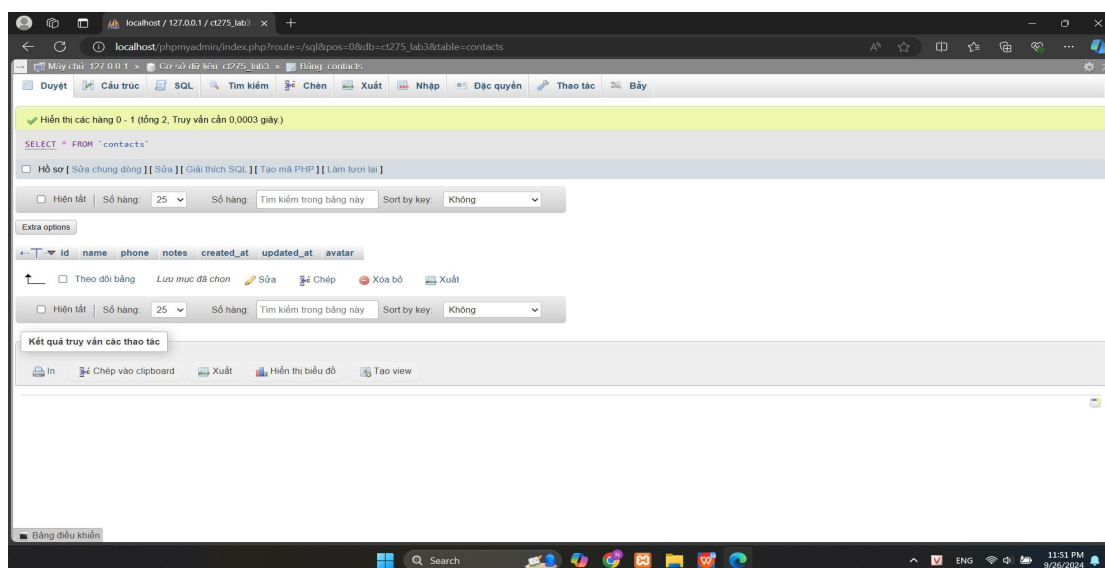 localhost / 127.0.0.1 / ct275_lab3
localhost/phpmyadmin/index.php?route=/sql&pos=0&db=ct275_lab3&table=contacts
Máy chủ: 127.0.0.1 » Cơ sở dữ liệu: ct275_lab3 » Bảng: contacts
Duyệt Cấu trúc SQL Tìm kiếm Chèn Xuất Nhập Đặc quyền Thao tác Bẫy
Hiển thị các hàng 0 - 1 (tổng 2, Truy vấn cần 0,0003 giây.)
SELECT * FROM `contacts`
Hồ sơ [ Sửa chung dòng ] [ Sửa ] [ Giải thích SQL ] [ Tạo mã PHP ] [ Làm tươi lại ]
Hiện tất | Số hàng: 25 Số hàng: Tìm kiếm trong bảng này Sort by key: Không
Extra options
id name phone notes created_at updated_at avatar
Theo dõi bảng Lưu mục đã chọn Sửa Chép Xóa bỏ Xuất
Hiện tất | Số hàng: 25 Số hàng: Tìm kiếm trong bảng này Sort by key: Không
Kết quả truy vấn các thao tác
In Chép vào clipboard Xuất Hiển thị biểu đồ Tạo view
Bảng điều khiển
Search
ENG
11:51 PM
9/26/2024